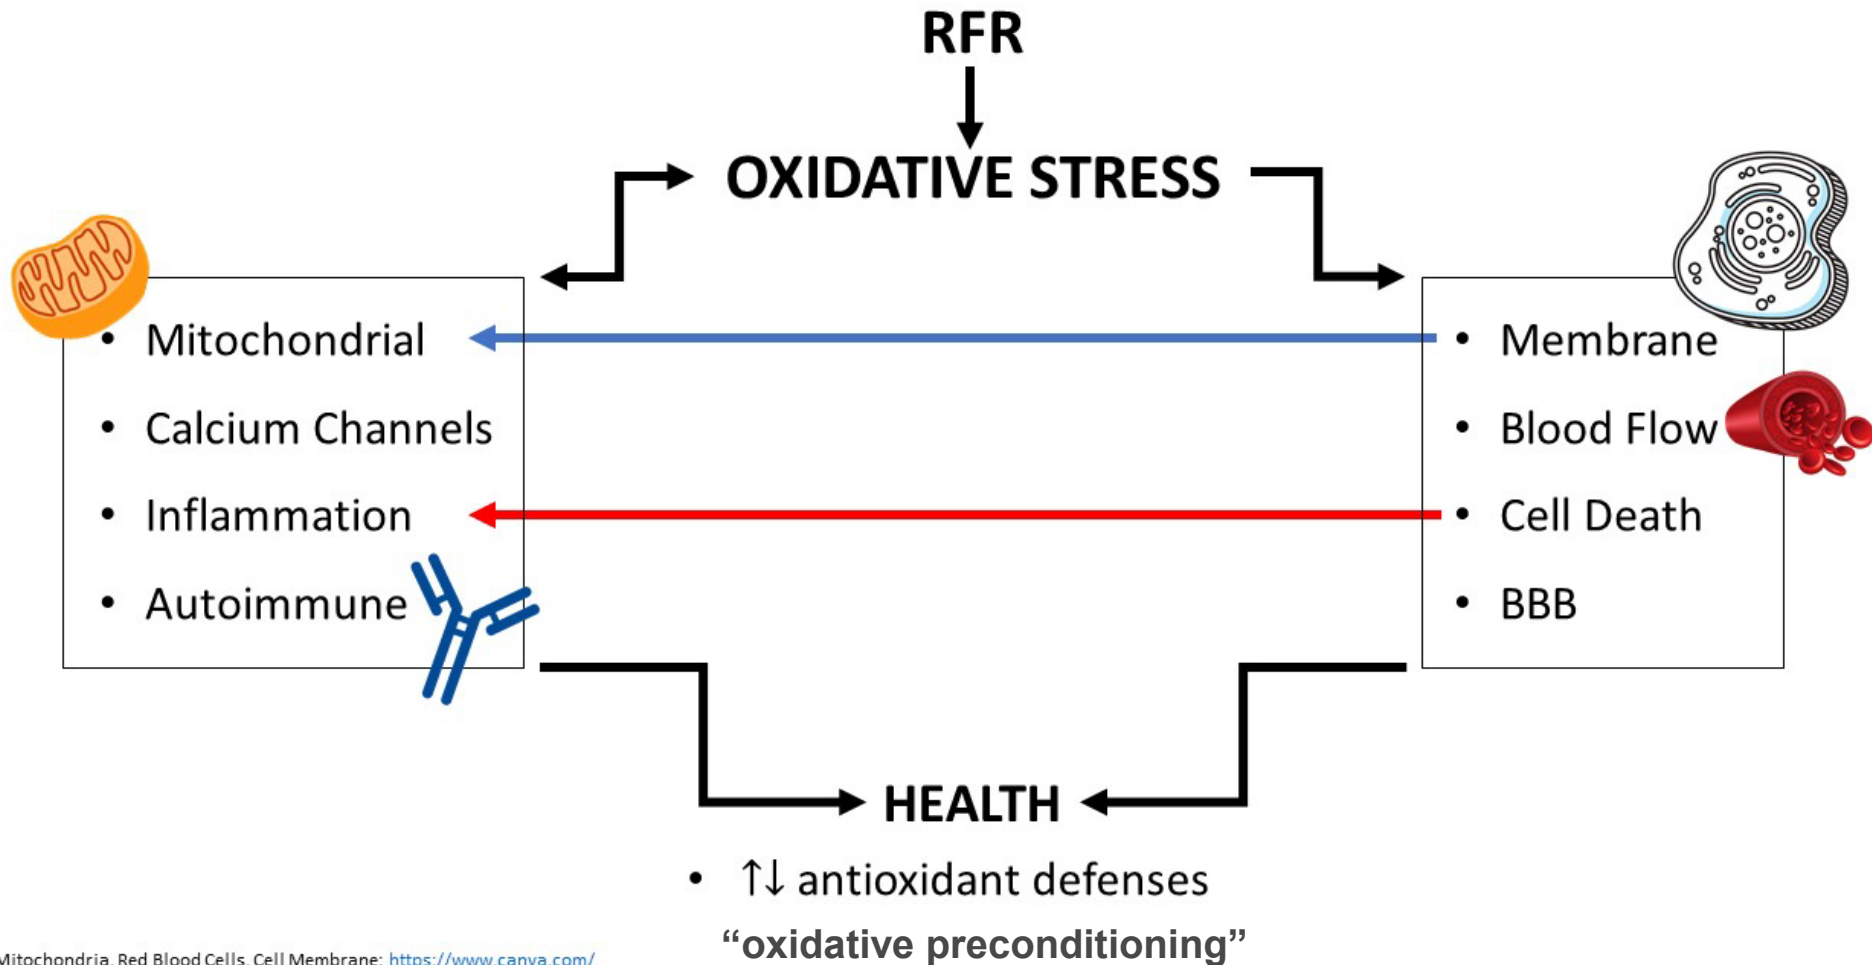 RFR
OXIDATIVE STRESS
• Mitochondrial
• Calcium Channels
• Inflammation
• Autoimmune
• Membrane
• Blood Flow
• Cell Death
• BBB
HEALTH
• ↑↓ antioxidant defenses
“oxidative preconditioning”
Mitochondria, Red Blood Cells, Cell Membrane: https://www.canva.com/